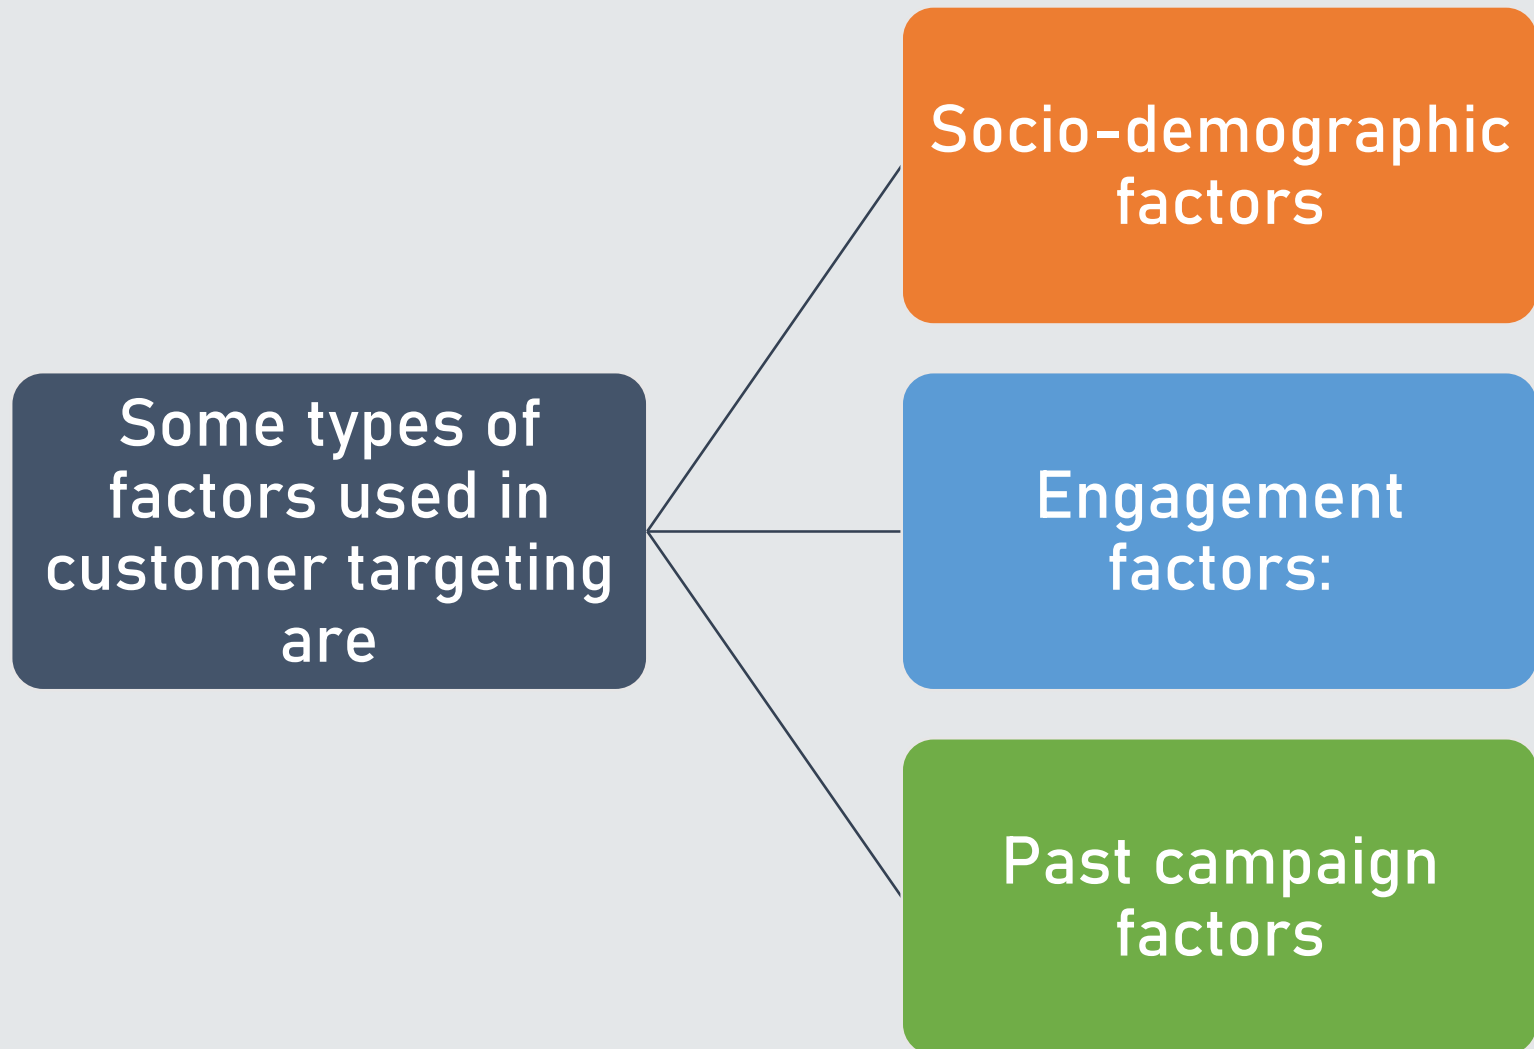 Some types of
factors used in
customer targeting
are
Socio-demographic
factors
Engagement
factors:
Past campaign
factors